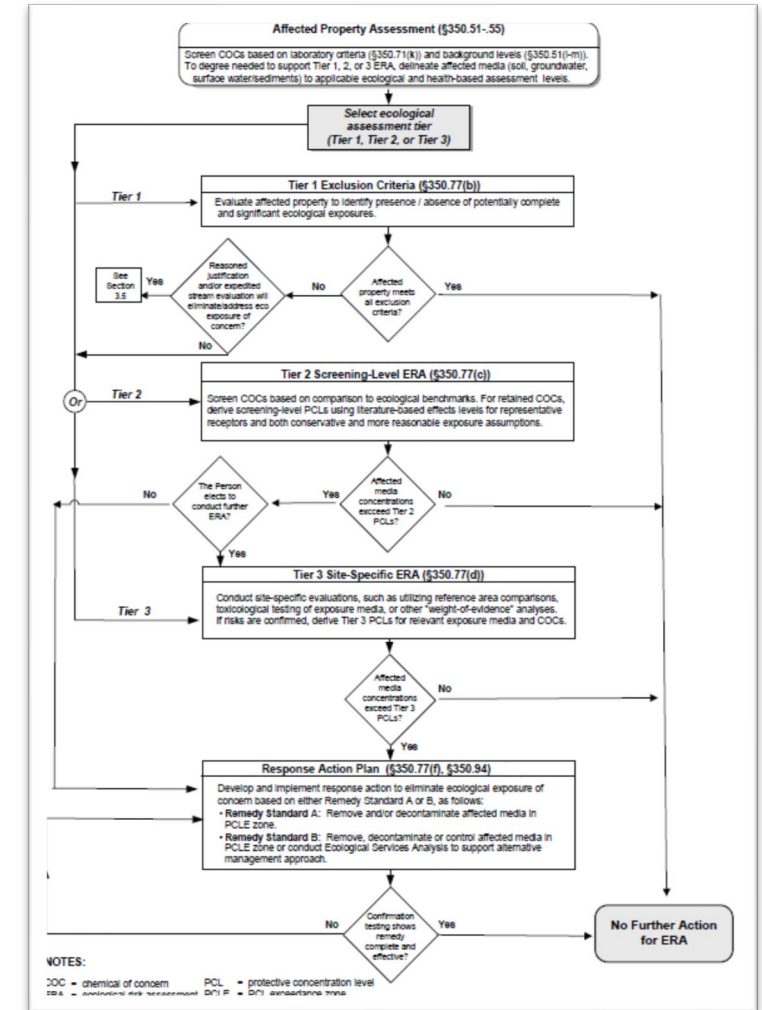 Affected Property Assessment (§350.51-.55)
Screen COCs based on laboratory criteria (§350.71(k)) and background levels (§350.51(l-m)).
To degree needed to support Tier 1, 2, or 3 ERA, delineate affected media (soil, groundwater,
surface water/sediments) to applicable ecological and health-based assessment levels.
Select ecological
assessment tier
(Tier 1, Tier 2, or Tier 3)
Tier 1
Tier 1 Exclusion Criteria (§350.77(b))
Evaluate affected property to identify presence / absence of potentially complete
and significant ecological exposures.
See
Section
3.5
Yes
Reasoned
justification
and/or expedited
stream evaluation will
eliminate/address eco
exposure of
concern?
No
Affected
property meets
all exclusion
criteria?
Yes
No
Or
Tier 2
Tier 2 Screening-Level ERA (§350.77(c))
Screen COCs based on comparison to ecological benchmarks. For retained COCs,
derive screening-level PCLs using literature-based effects levels for representative
receptors and both conservative and more reasonable exposure assumptions.
No
The Person
elects to
conduct further
ERA?
Yes
Affected
media
concentrations
excceed Tier 2
PCLs?
No
Yes
Tier 3
Tier 3 Site-Specific ERA (§350.77(d))
Conduct site-specific evaluations, such as utilizing reference area comparisons,
toxicological testing of exposure media, or other "weight-of-evidence" analyses.
If risks are confirmed, derive Tier 3 PCLs for relevant exposure media and COCs.
Affected
media
concentrations
exceed Tier 3
PCLs?
No
Yes
Response Action Plan (§350.77(f), §350.94)
Develop and implement response action to eliminate ecological exposure of
concern based on either Remedy Standard A or B, as follows:
• Remedy Standard A: Remove and/or decontaminate affected media in
PCLE zone.
• Remedy Standard B: Remove, decontaminate or control affected media in
PCLE zone or conduct Ecological Services Analysis to support alternative
management approach.
No
Confirmation
testing shows
remedy
complete and
effective?
Yes
No Further Action
for ERA
NOTES:
COC = chemical of concern PCL = protective concentration level
ERA = ecological risk assessment PCLE = PCL exceedance zone